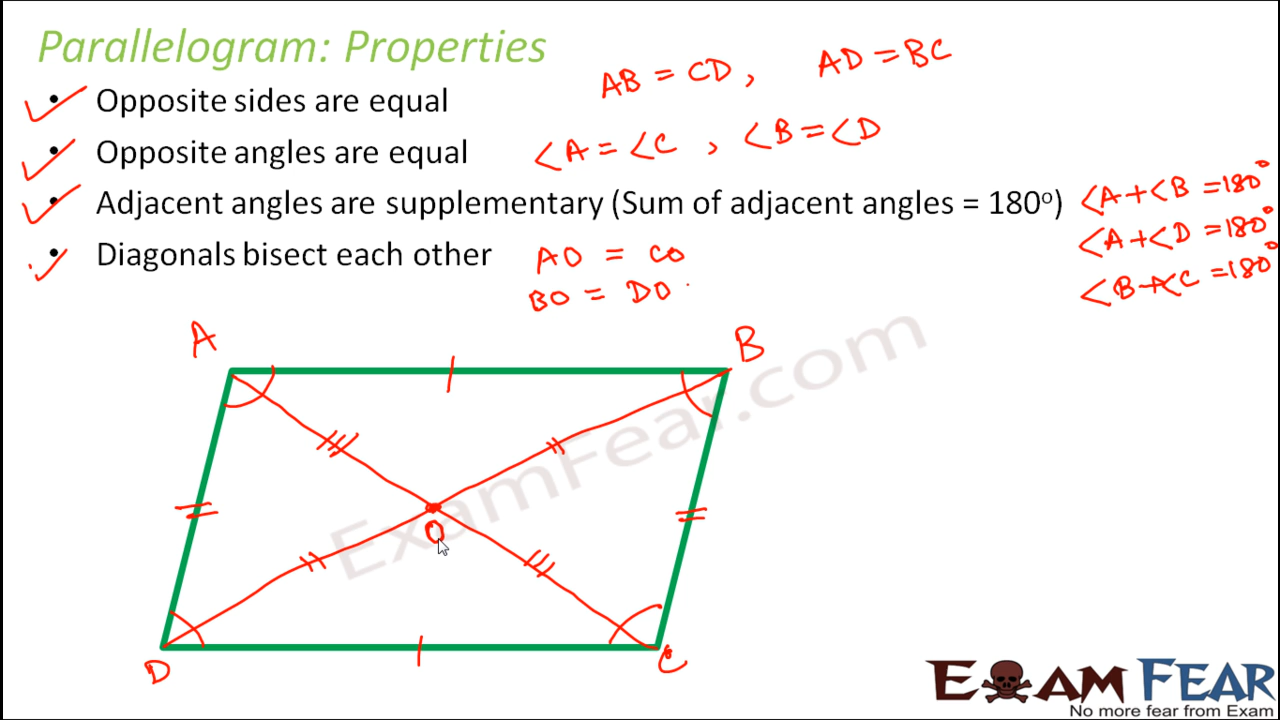 Parallelogram: Properties
AB = CD, AD = BC
• Opposite sides are equal
• Opposite angles are equal
∠A = ∠C , ∠B = ∠D
• Adjacent angles are supplementary (Sum of adjacent angles = 180°)
∠A + ∠B = 180°
∠A + ∠D = 180°
∠B + ∠C = 180°
• Diagonals bisect each other
AO = CO
BO = DO
A
B
O
D
C
ExamFear.com
EXAM FEAR
No more fear from Exam